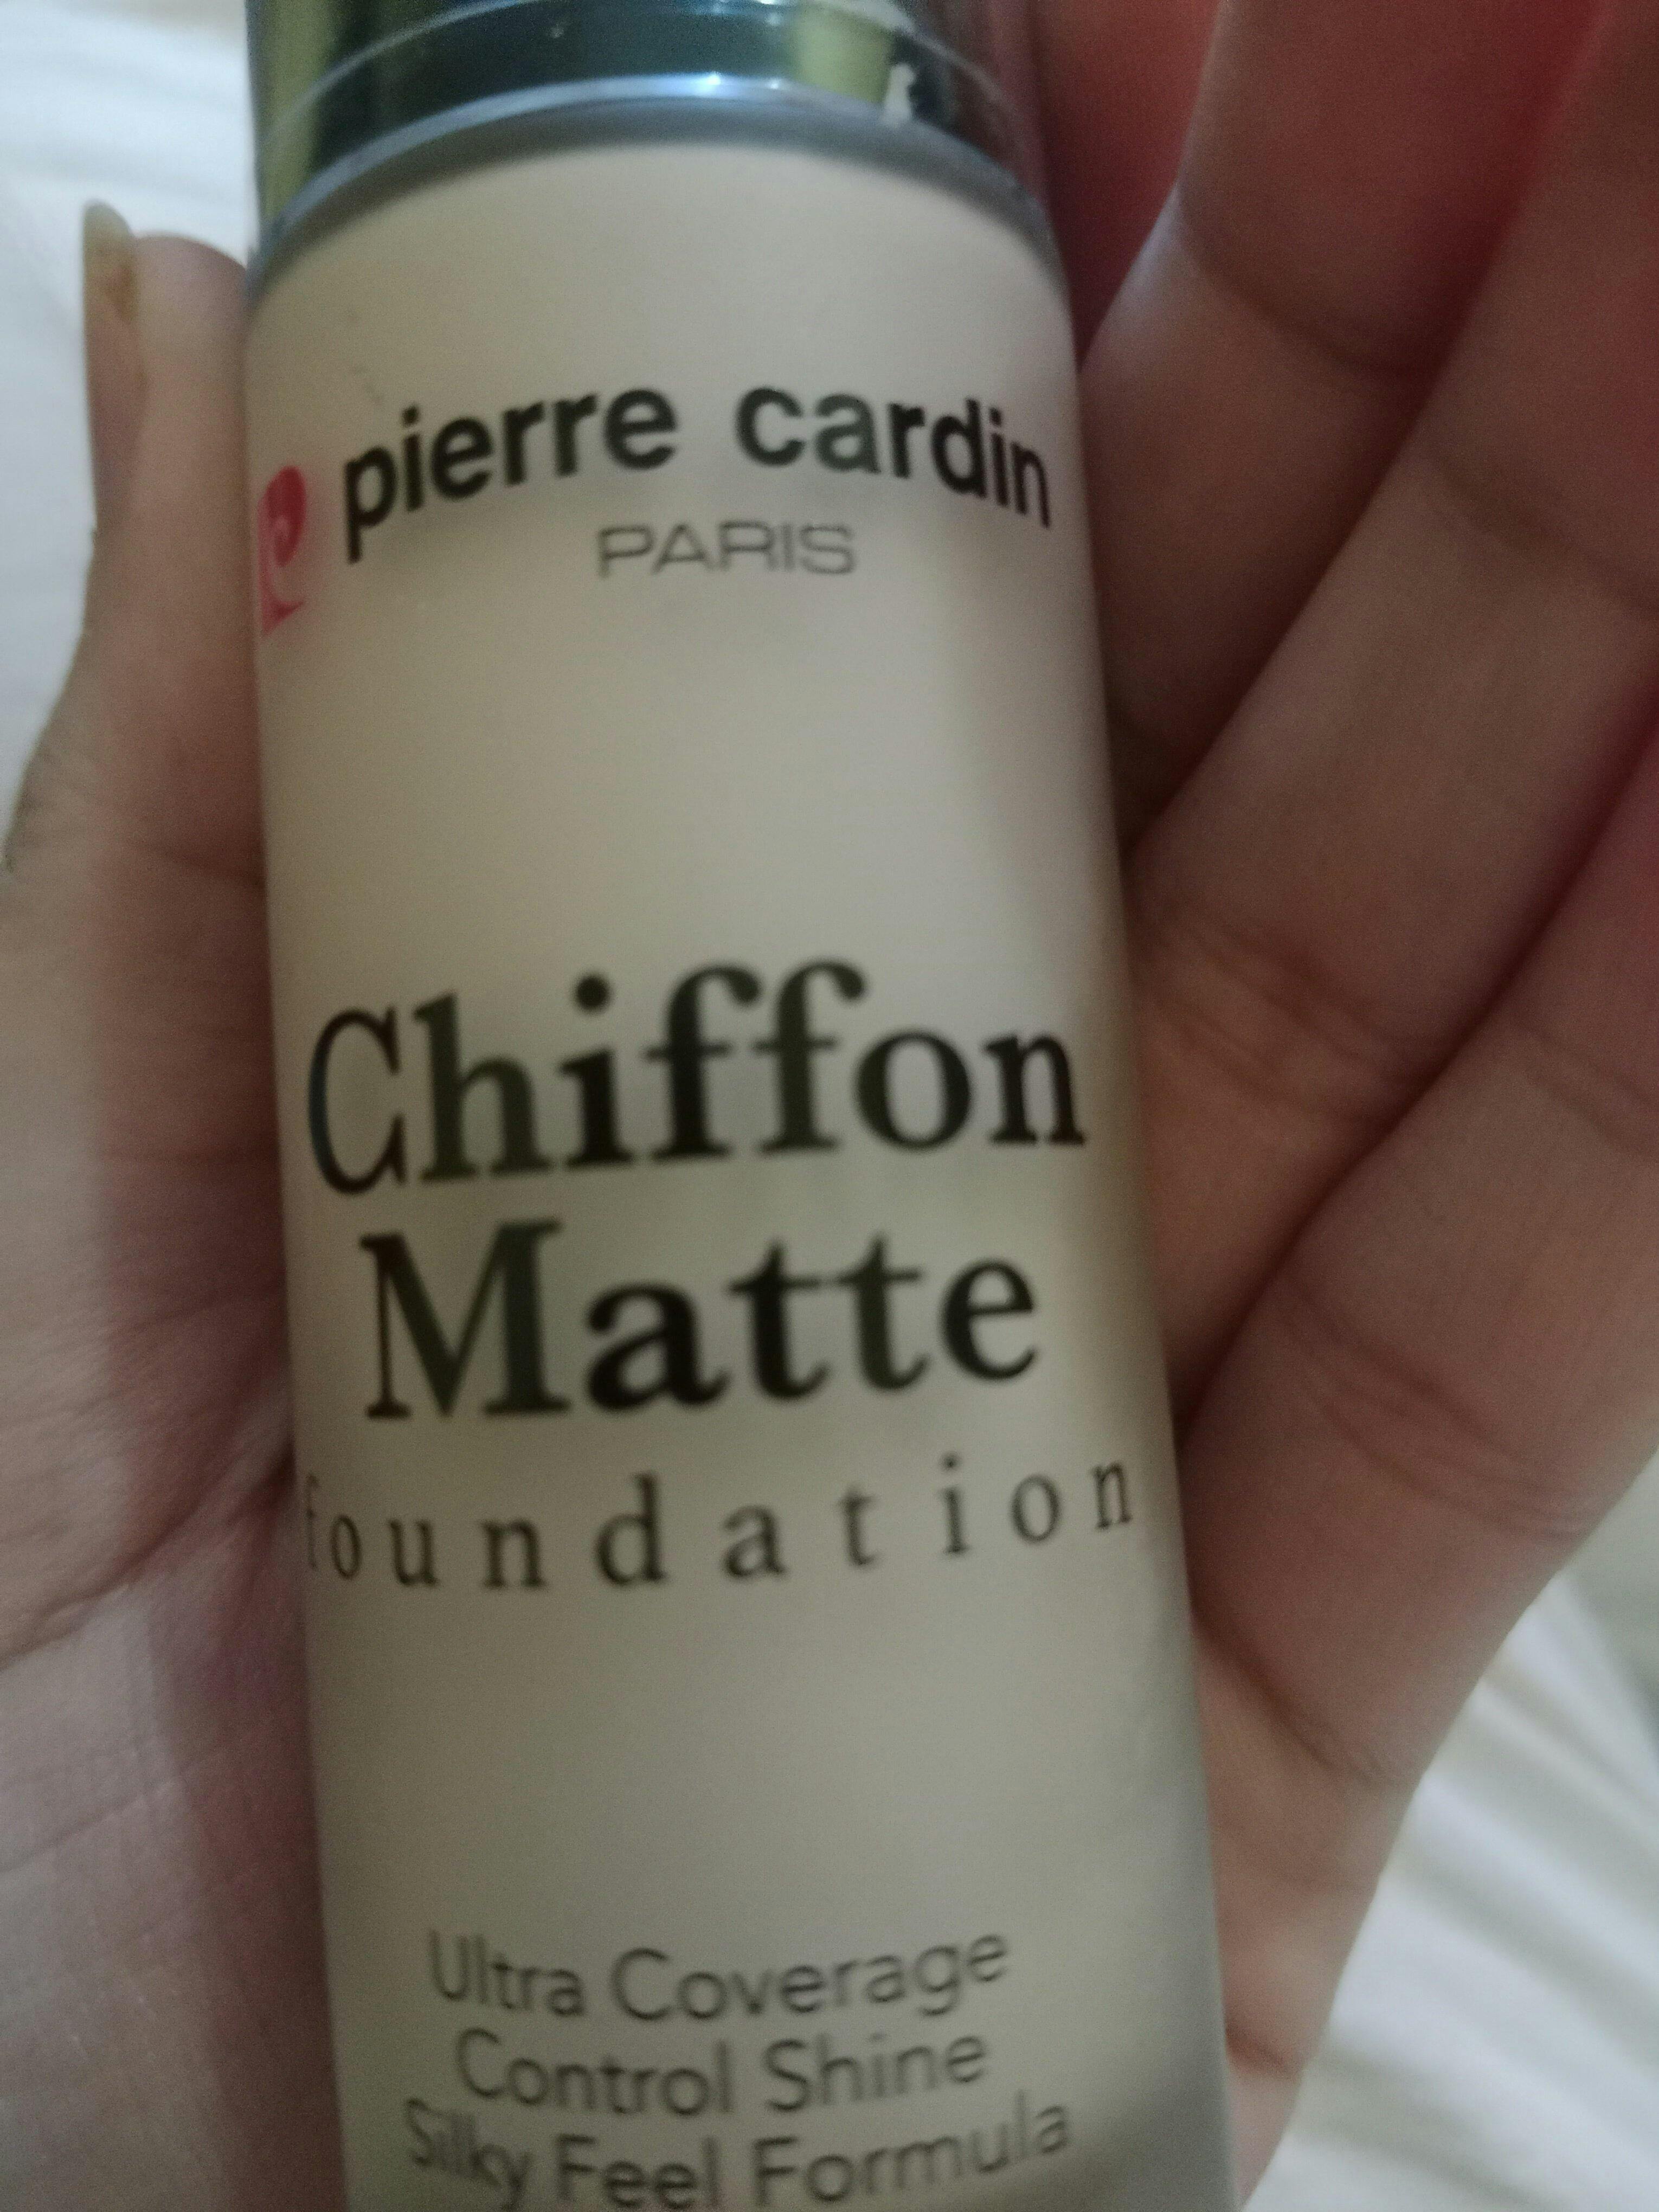 pierre cardin
PARIS
Chiffon
Matte
foundation
Ultra Coverage
Control Shine
Silky Feel Formula